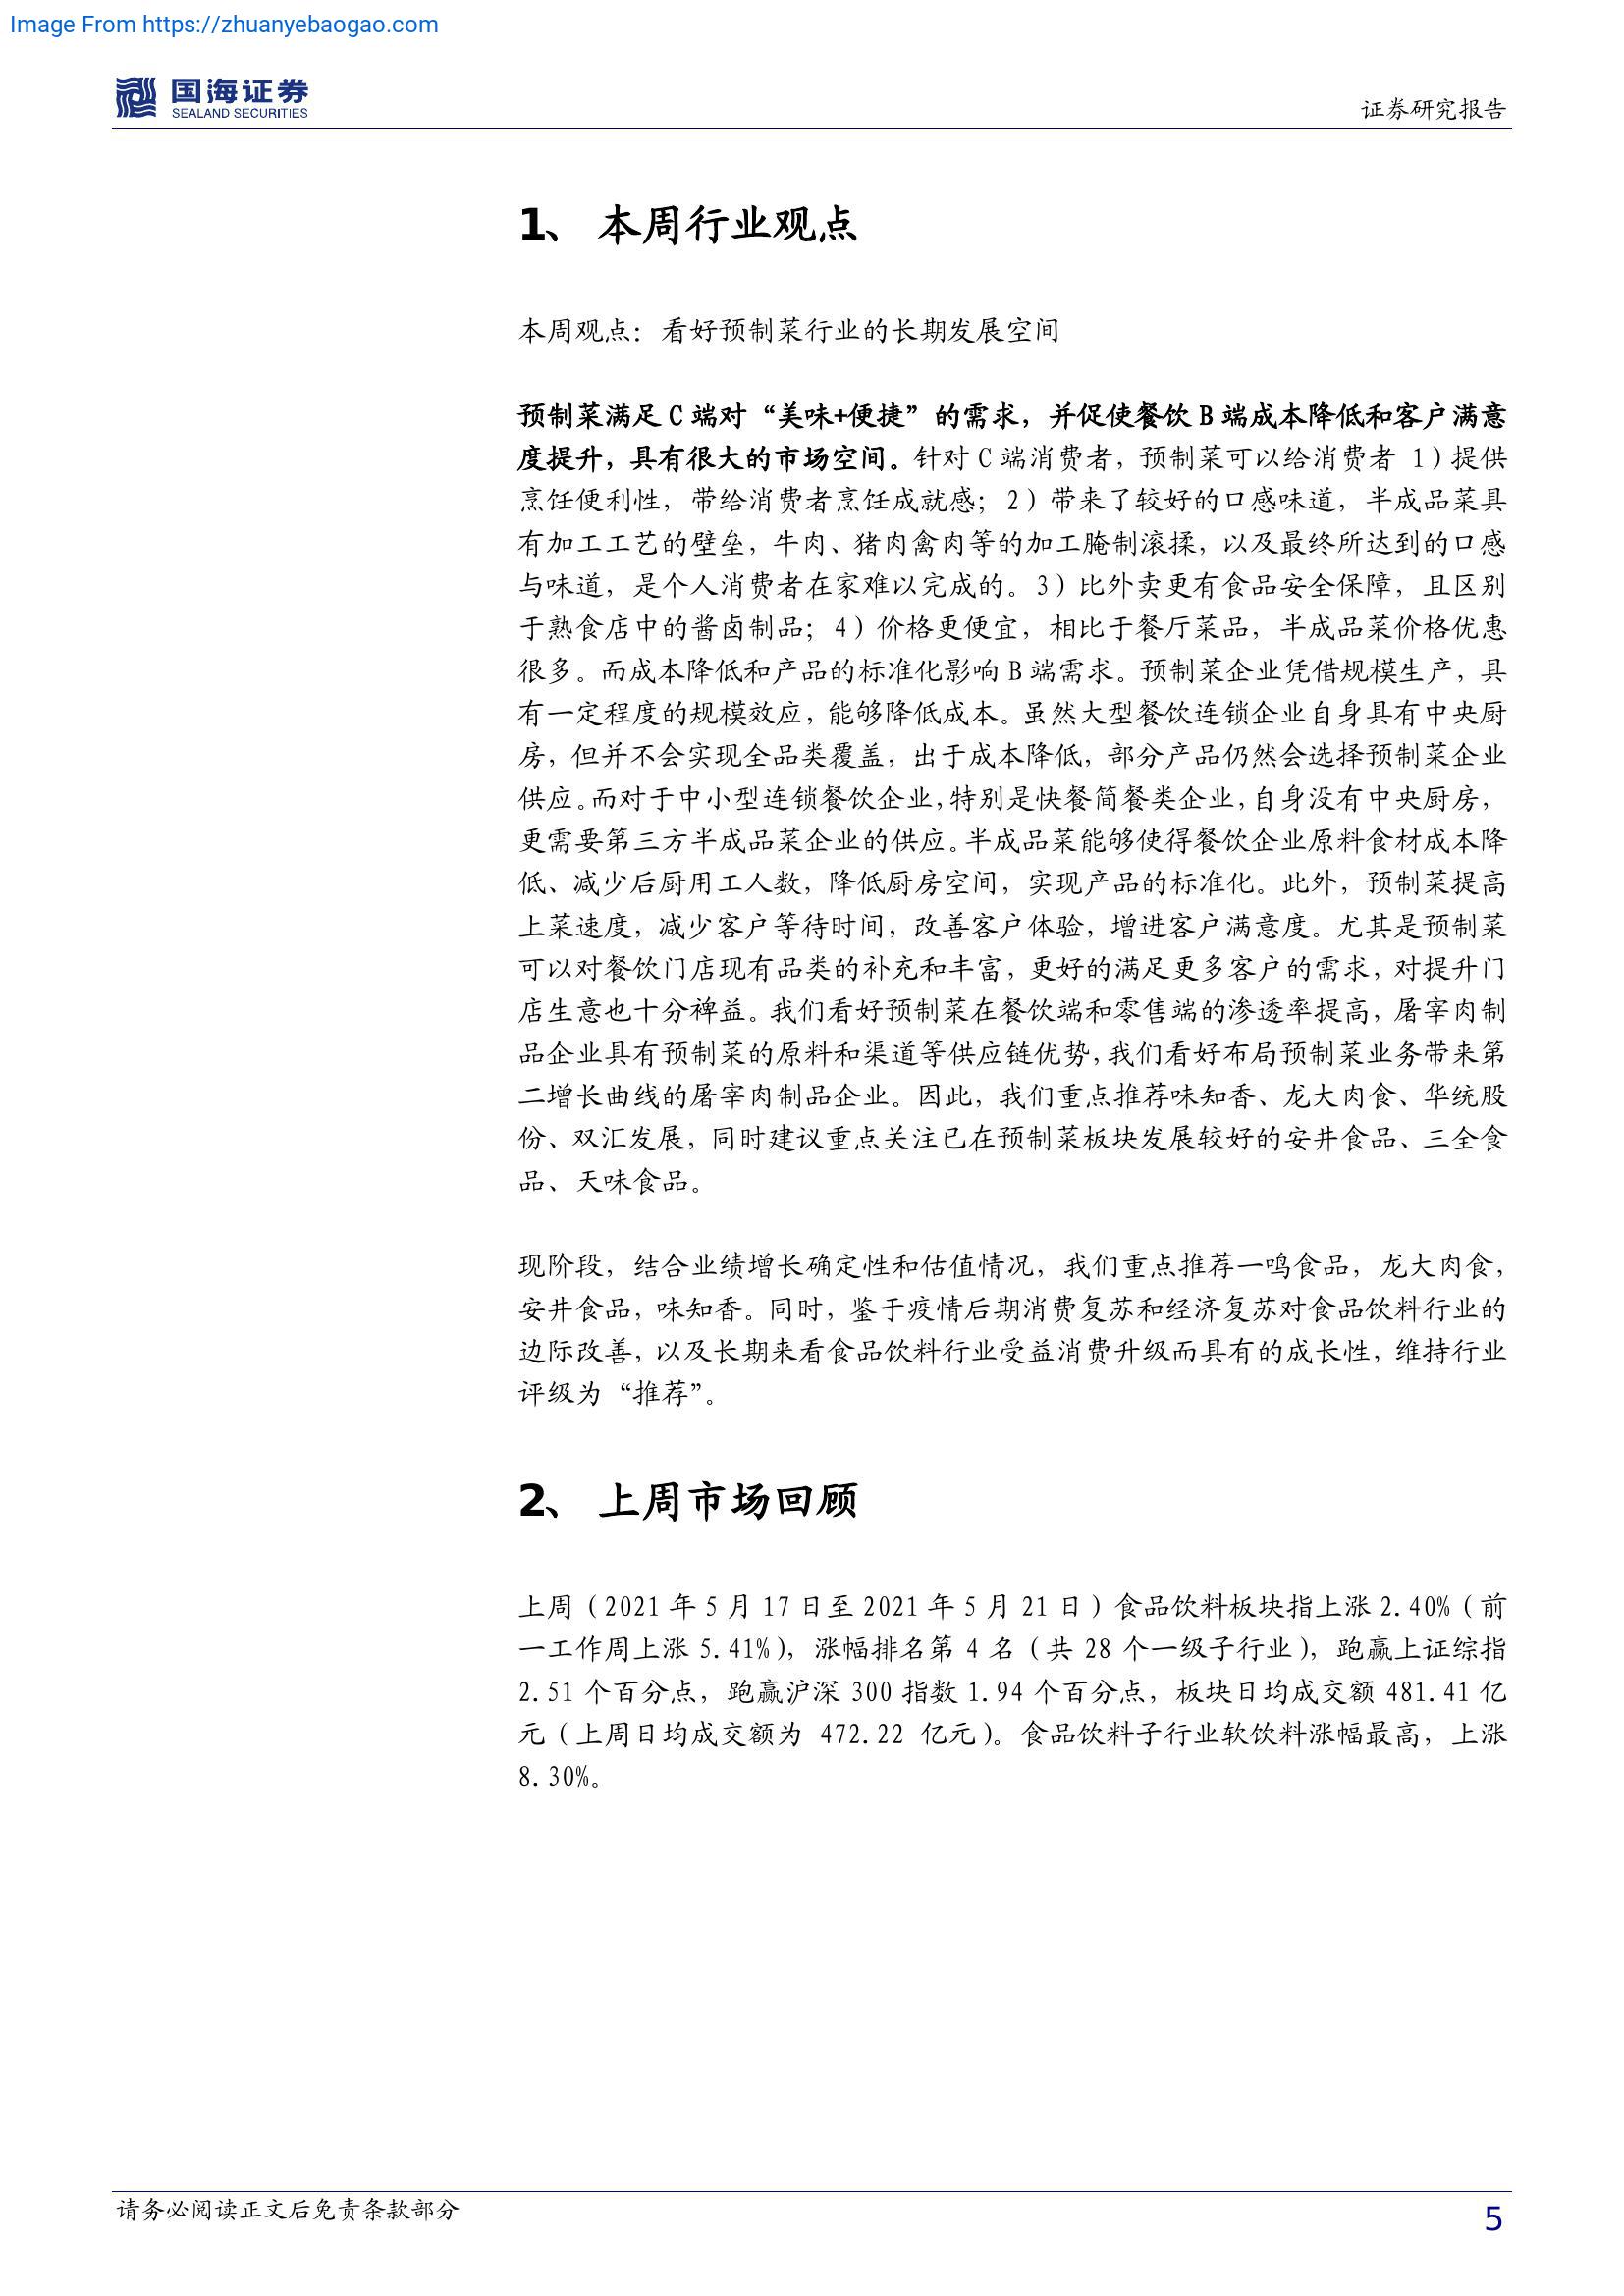 Image From https://zhuanyebaogao.com
国海证券
SEALAND SECURITIES
证券研究报告
1、 本周行业观点
本周观点：看好预制菜行业的长期发展空间
预制菜满足 C 端对“美味+便捷”的需求，并促使餐饮 B 端成本降低和客户满意
度提升，具有很大的市场空间。针对 C 端消费者，预制菜可以给消费者 1）提供
烹饪便利性，带给消费者烹饪成就感；2）带来了较好的口感味道，半成品菜具
有加工工艺的壁垒，牛肉、猪肉禽肉等的加工腌制滚揉，以及最终所达到的口感
与味道，是个人消费者在家难以完成的。3）比外卖更有食品安全保障，且区别
于熟食店中的酱卤制品；4）价格更便宜，相比于餐厅菜品，半成品菜价格优惠
很多。而成本降低和产品的标准化影响 B 端需求。预制菜企业凭借规模生产，具
有一定程度的规模效应，能够降低成本。虽然大型餐饮连锁企业自身具有中央厨
房，但并不会实现全品类覆盖，出于成本降低，部分产品仍然会选择预制菜企业
供应。而对于中小型连锁餐饮企业，特别是快餐简餐类企业，自身没有中央厨房，
更需要第三方半成品菜企业的供应。半成品菜能够使得餐饮企业原料食材成本降
低、减少后厨用工人数，降低厨房空间，实现产品的标准化。此外，预制菜提高
上菜速度，减少客户等待时间，改善客户体验，增进客户满意度。尤其是预制菜
可以对餐饮门店现有品类的补充和丰富，更好的满足更多客户的需求，对提升门
店生意也十分裨益。我们看好预制菜在餐饮端和零售端的渗透率提高，屠宰肉制
品企业具有预制菜的原料和渠道等供应链优势，我们看好布局预制菜业务带来第
二增长曲线的屠宰肉制品企业。因此，我们重点推荐味知香、龙大肉食、华统股
份、双汇发展，同时建议重点关注已在预制菜板块发展较好的安井食品、三全食
品、天味食品。
现阶段，结合业绩增长确定性和估值情况，我们重点推荐一鸣食品，龙大肉食，
安井食品，味知香。同时，鉴于疫情后期消费复苏和经济复苏对食品饮料行业的
边际改善，以及长期来看食品饮料行业受益消费升级而具有的成长性，维持行业
评级为“推荐”。
2、 上周市场回顾
上周（2021 年 5 月 17 日至 2021 年 5 月 21 日）食品饮料板块指上涨 2.40%（前
一工作周上涨 5.41%），涨幅排名第 4 名（共 28 个一级子行业），跑赢上证综指
2.51 个百分点，跑赢沪深 300 指数 1.94 个百分点，板块日均成交额 481.41 亿
元（上周日均成交额为 472.22 亿元）。食品饮料子行业软饮料涨幅最高，上涨
8.30%。
请务必阅读正文后免责条款部分
5